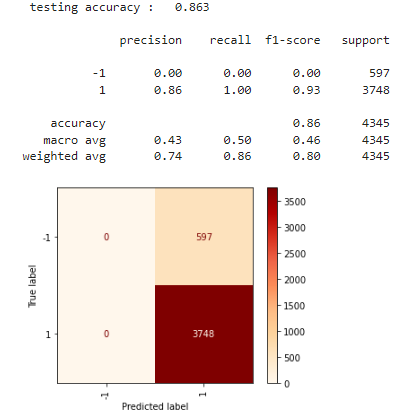 testing accuracy :   0.863
precision    recall  f1-score   support
-1       0.00      0.00      0.00       597
1       0.86      1.00      0.93      3748
accuracy                           0.86      4345
macro avg       0.43      0.50      0.46      4345
weighted avg       0.74      0.86      0.80      4345
3500
3000
2500
2000
1500
1000
500
0
True label
-1
0
597
1
0
3748
-1
1
Predicted label